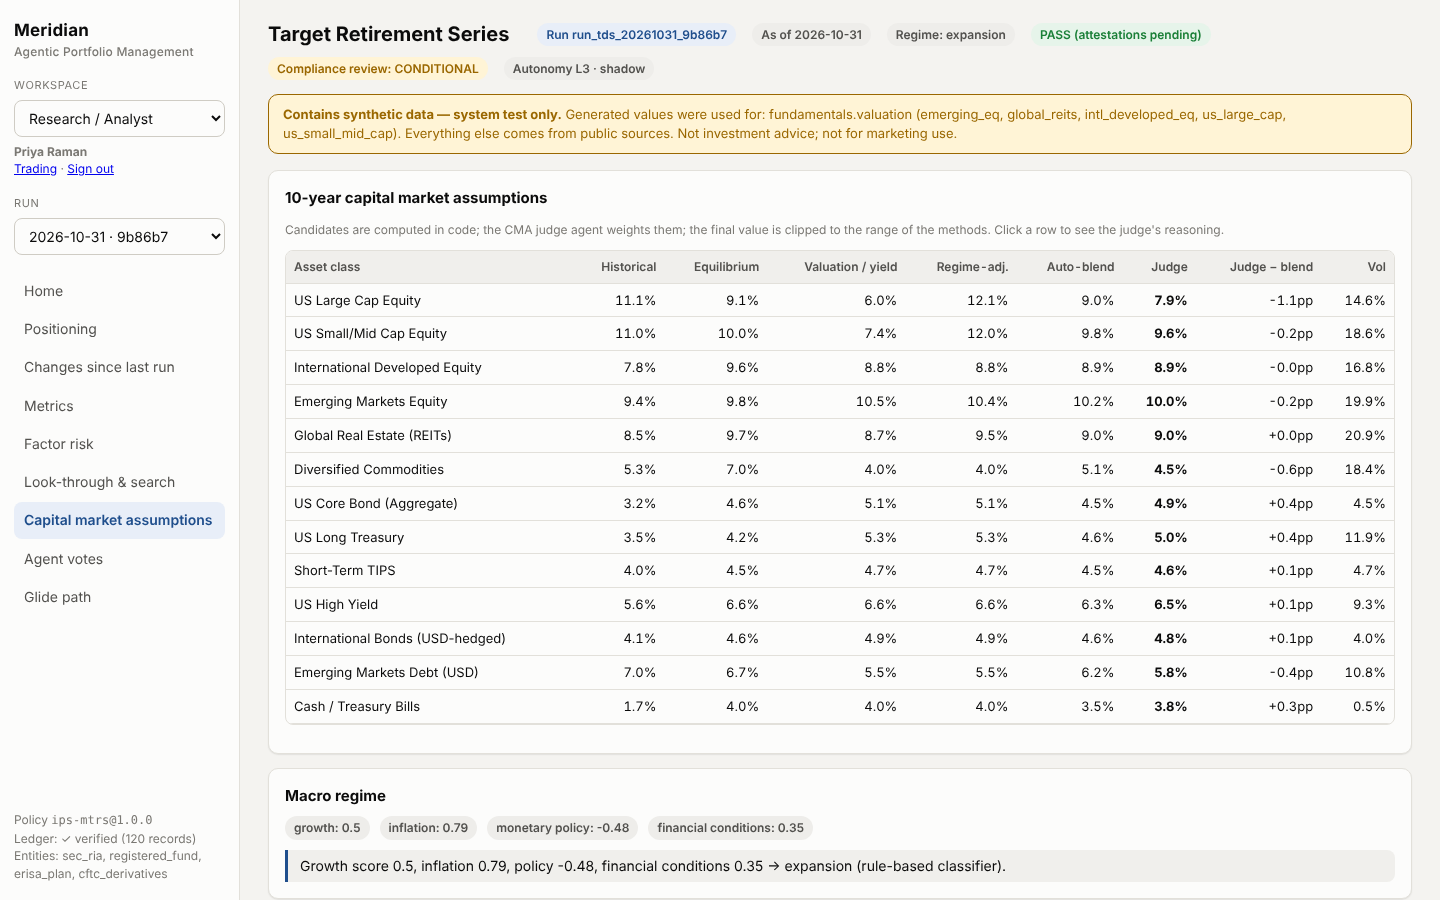 Meridian
Agentic Portfolio Management
WORKSPACE
Research / Analyst
Priya Raman
Trading · Sign out
RUN
2026-10-31 · 9b86b7
Home
Positioning
Changes since last run
Metrics
Factor risk
Look-through & search
Capital market assumptions
Agent votes
Glide path
Policy ips-mtrs@1.0.0
Ledger: ✓ verified (120 records)
Entities: sec_ria, registered_fund,
erisa_plan, cftc_derivatives
Target Retirement Series Run run_tds_20261031_9b86b7 As of 2026-10-31 Regime: expansion PASS (attestations pending)
Compliance review: CONDITIONAL Autonomy L3 · shadow
Contains synthetic data — system test only. Generated values were used for: fundamentals.valuation (emerging_eq, global_reits, intl_developed_eq, us_large_cap,
us_small_mid_cap). Everything else comes from public sources. Not investment advice; not for marketing use.
10-year capital market assumptions
Candidates are computed in code; the CMA judge agent weights them; the final value is clipped to the range of the methods. Click a row to see the judge's reasoning.
Asset class Historical Equilibrium Valuation / yield Regime-adj. Auto-blend Judge Judge – blend Vol
US Large Cap Equity 11.1% 9.1% 6.0% 12.1% 9.0% 7.9% -1.1pp 14.6%
US Small/Mid Cap Equity 11.0% 10.0% 7.4% 12.0% 9.8% 9.6% -0.2pp 18.6%
International Developed Equity 7.8% 9.6% 8.8% 8.8% 8.9% 8.9% -0.0pp 16.8%
Emerging Markets Equity 9.4% 9.8% 10.5% 10.4% 10.2% 10.0% -0.2pp 19.9%
Global Real Estate (REITs) 8.5% 9.7% 8.7% 9.5% 9.0% 9.0% +0.0pp 20.9%
Diversified Commodities 5.3% 7.0% 4.0% 4.0% 5.1% 4.5% -0.6pp 18.4%
US Core Bond (Aggregate) 3.2% 4.6% 5.1% 5.1% 4.5% 4.9% +0.4pp 4.5%
US Long Treasury 3.5% 4.2% 5.3% 5.3% 4.6% 5.0% +0.4pp 11.9%
Short-Term TIPS 4.0% 4.5% 4.7% 4.7% 4.5% 4.6% +0.1pp 4.7%
US High Yield 5.6% 6.6% 6.6% 6.6% 6.3% 6.5% +0.1pp 9.3%
International Bonds (USD-hedged) 4.1% 4.6% 4.9% 4.9% 4.6% 4.8% +0.1pp 4.0%
Emerging Markets Debt (USD) 7.0% 6.7% 5.5% 5.5% 6.2% 5.8% -0.4pp 10.8%
Cash / Treasury Bills 1.7% 4.0% 4.0% 4.0% 3.5% 3.8% +0.3pp 0.5%
Macro regime
growth: 0.5 inflation: 0.79 monetary policy: -0.48 financial conditions: 0.35
Growth score 0.5, inflation 0.79, policy -0.48, financial conditions 0.35 → expansion (rule-based classifier).